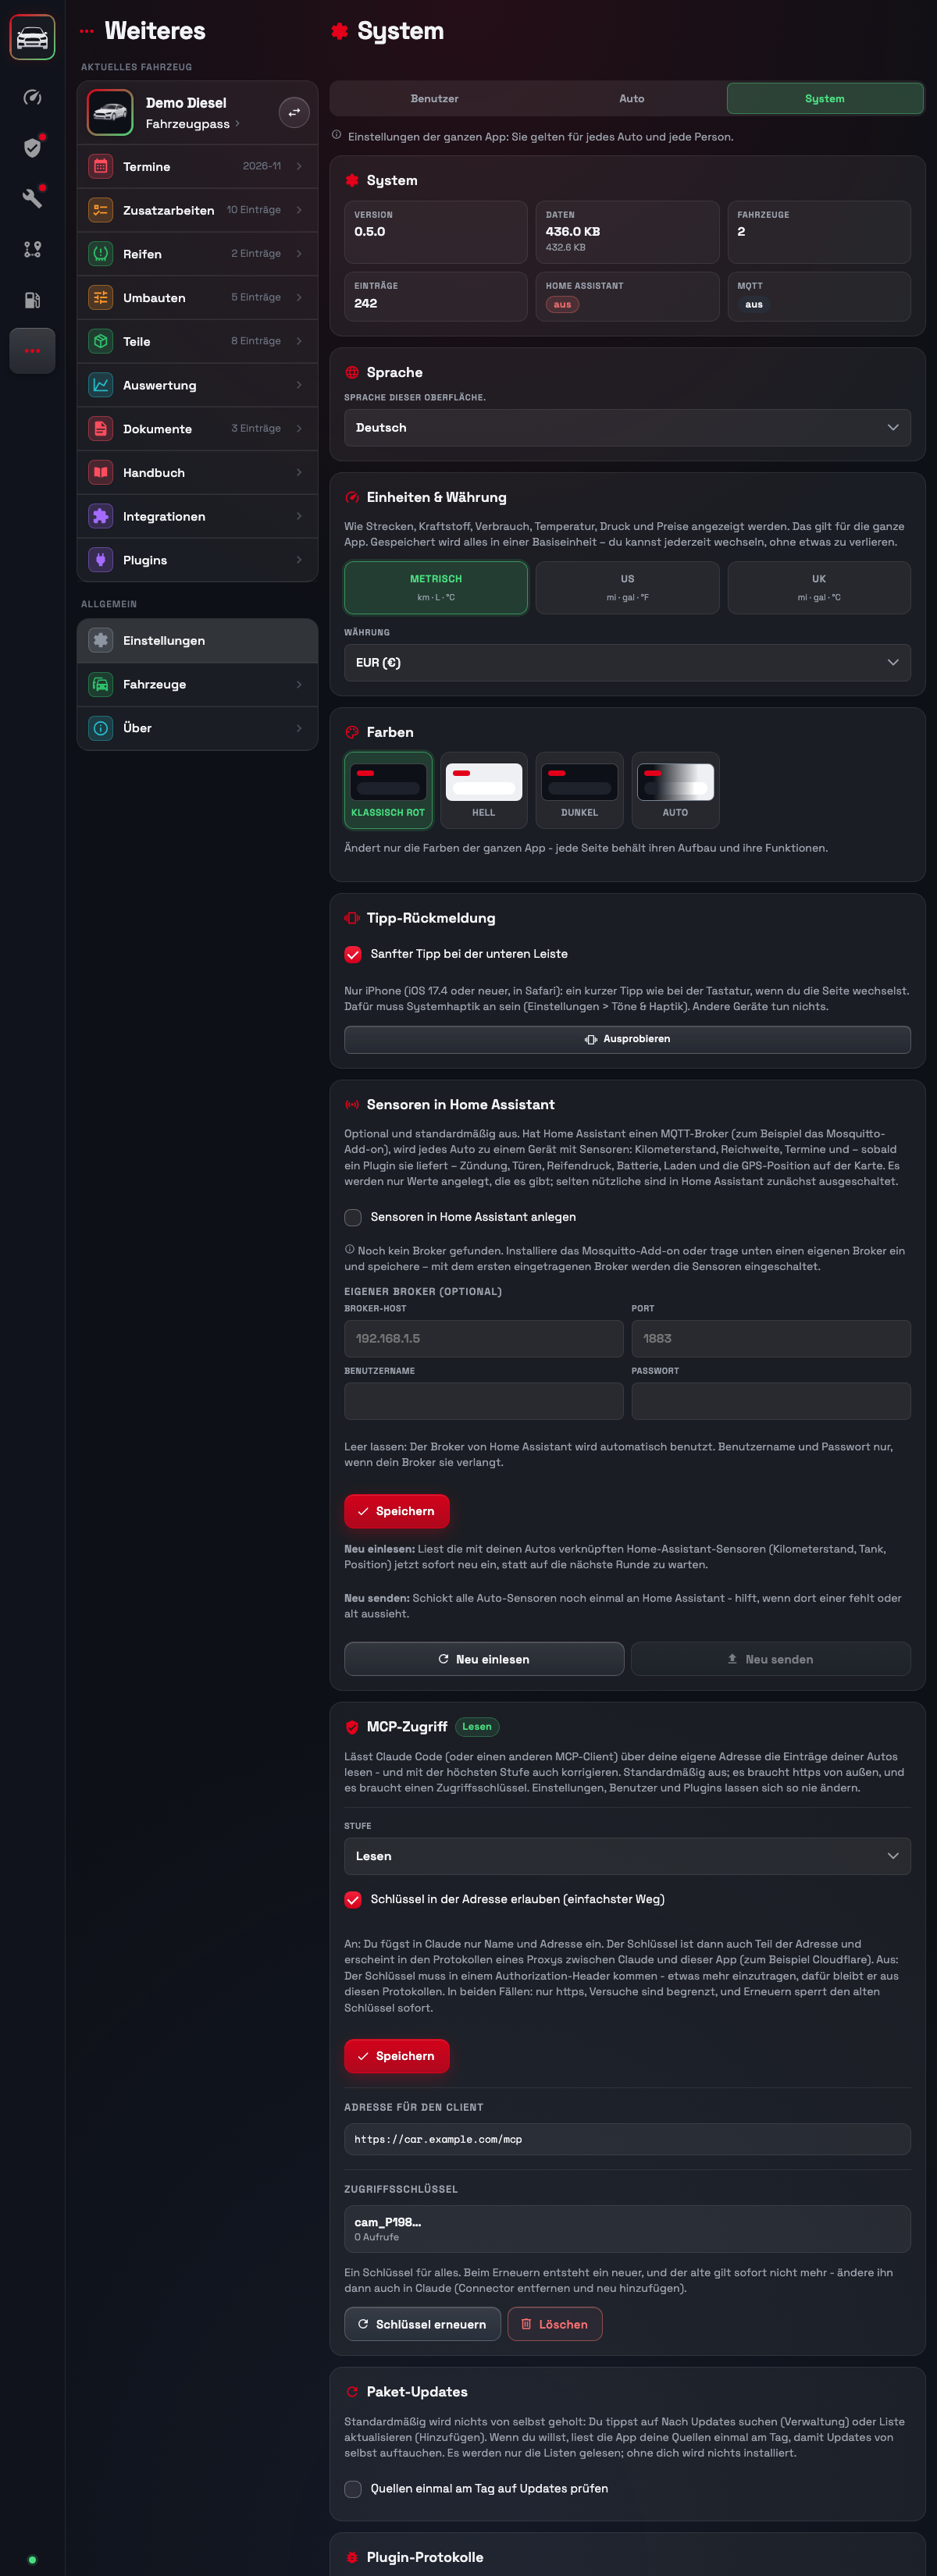 Weiteres
AKTUELLES FAHRZEUG
Demo Diesel
Fahrzeugpass
Termine 2026-11
Zusatzarbeiten 10 Einträge
Reifen 2 Einträge
Umbauten 5 Einträge
Teile 8 Einträge
Auswertung
Dokumente 3 Einträge
Handbuch
Integrationen
Plugins
ALLGEMEIN
Einstellungen
Fahrzeuge
Über
System
Benutzer Auto System
Einstellungen der ganzen App: Sie gelten für jedes Auto und jede Person.
System
VERSION
0.5.0
DATEN
436.0 KB
432.6 KB
FAHRZEUGE
2
EINTRÄGE
242
HOME ASSISTANT
aus
MQTT
aus
Sprache
SPRACHE DIESER OBERFLÄCHE.
Deutsch
Einheiten & Währung
Wie Strecken, Kraftstoff, Verbrauch, Temperatur, Druck und Preise angezeigt werden. Das gilt für die ganze
App. Gespeichert wird alles in einer Basiseinheit – du kannst jederzeit wechseln, ohne etwas zu verlieren.
METRISCH
km · L · °C
US
mi · gal · °F
UK
mi · gal · °C
WÄHRUNG
EUR (€)
Farben
KLASSISCH ROT
HELL
DUNKEL
AUTO
Ändert nur die Farben der ganzen App - jede Seite behält ihren Aufbau und ihre Funktionen.
Tipp-Rückmeldung
Sanfter Tipp bei der unteren Leiste
Nur iPhone (iOS 17.4 oder neuer, in Safari): ein kurzer Tipp wie bei der Tastatur, wenn du die Seite wechselst.
Dafür muss Systemhaptik an sein (Einstellungen > Töne & Haptik). Andere Geräte tun nichts.
Ausprobieren
Sensoren in Home Assistant
Optional und standardmäßig aus. Hat Home Assistant einen MQTT-Broker (zum Beispiel das Mosquitto-
Add-on), wird jedes Auto zu einem Gerät mit Sensoren: Kilometerstand, Reichweite, Termine und – sobald
ein Plugin sie liefert – Zündung, Türen, Reifendruck, Batterie, Laden und die GPS-Position auf der Karte. Es
werden nur Werte angelegt, die es gibt; selten nützliche sind in Home Assistant zunächst ausgeschaltet.
Sensoren in Home Assistant anlegen
Noch kein Broker gefunden. Installiere das Mosquitto-Add-on oder trage unten einen eigenen Broker ein
und speichere – mit dem ersten eingetragenen Broker werden die Sensoren eingeschaltet.
EIGENER BROKER (OPTIONAL)
BROKER-HOST
192.168.1.5
PORT
1883
BENUTZERNAME
PASSWORT
Leer lassen: Der Broker von Home Assistant wird automatisch benutzt. Benutzername und Passwort nur,
wenn dein Broker sie verlangt.
Speichern
Neu einlesen: Liest die mit deinen Autos verknüpften Home-Assistant-Sensoren (Kilometerstand, Tank,
Position) jetzt sofort neu ein, statt auf die nächste Runde zu warten.
Neu senden: Schickt alle Auto-Sensoren noch einmal an Home Assistant - hilft, wenn dort einer fehlt oder
alt aussieht.
Neu einlesen
Neu senden
MCP-Zugriff Lesen
Lässt Claude Code (oder einen anderen MCP-Client) über deine eigene Adresse die Einträge deiner Autos
lesen - und mit der höchsten Stufe auch korrigieren. Standardmäßig aus; es braucht https von außen, und
es braucht einen Zugriffsschlüssel. Einstellungen, Benutzer und Plugins lassen sich so nie ändern.
STUFE
Lesen
Schlüssel in der Adresse erlauben (einfachster Weg)
An: Du fügst in Claude nur Name und Adresse ein. Der Schlüssel ist dann auch Teil der Adresse und
erscheint in den Protokollen eines Proxys zwischen Claude und dieser App (zum Beispiel Cloudflare). Aus:
Der Schlüssel muss in einem Authorization-Header kommen - etwas mehr einzutragen, dafür bleibt er aus
diesen Protokollen. In beiden Fällen: nur https, Versuche sind begrenzt, und Erneuern sperrt den alten
Schlüssel sofort.
Speichern
ADRESSE FÜR DEN CLIENT
https://car.example.com/mcp
ZUGRIFFSSCHLÜSSEL
cam_P198…
0 Aufrufe
Ein Schlüssel für alles. Beim Erneuern entsteht ein neuer, und der alte gilt sofort nicht mehr - ändere ihn
dann auch in Claude (Connector entfernen und neu hinzufügen).
Schlüssel erneuern
Löschen
Paket-Updates
Standardmäßig wird nichts von selbst geholt: Du tippst auf Nach Updates suchen (Verwaltung) oder Liste
aktualisieren (Hinzufügen). Wenn du willst, liest die App deine Quellen einmal am Tag, damit Updates von
selbst auftauchen. Es werden nur die Listen gelesen; ohne dich wird nichts installiert.
Quellen einmal am Tag auf Updates prüfen
Plugin-Protokolle